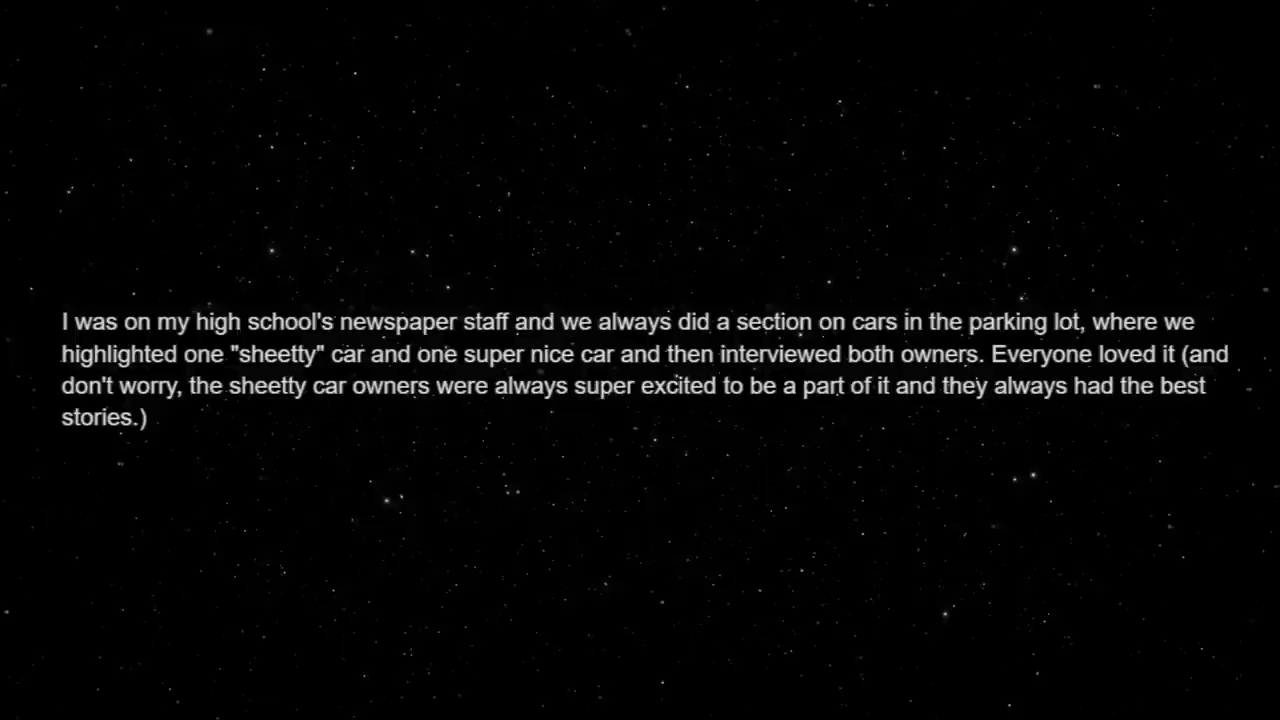 I was on my high school's newspaper staff and we always did a section on cars in the parking lot, where we
highlighted one "sheetty" car and one super nice car and then interviewed both owners. Everyone loved it (and
don't worry, the sheetty car owners were always super excited to be a part of it and they always had the best
stories.)